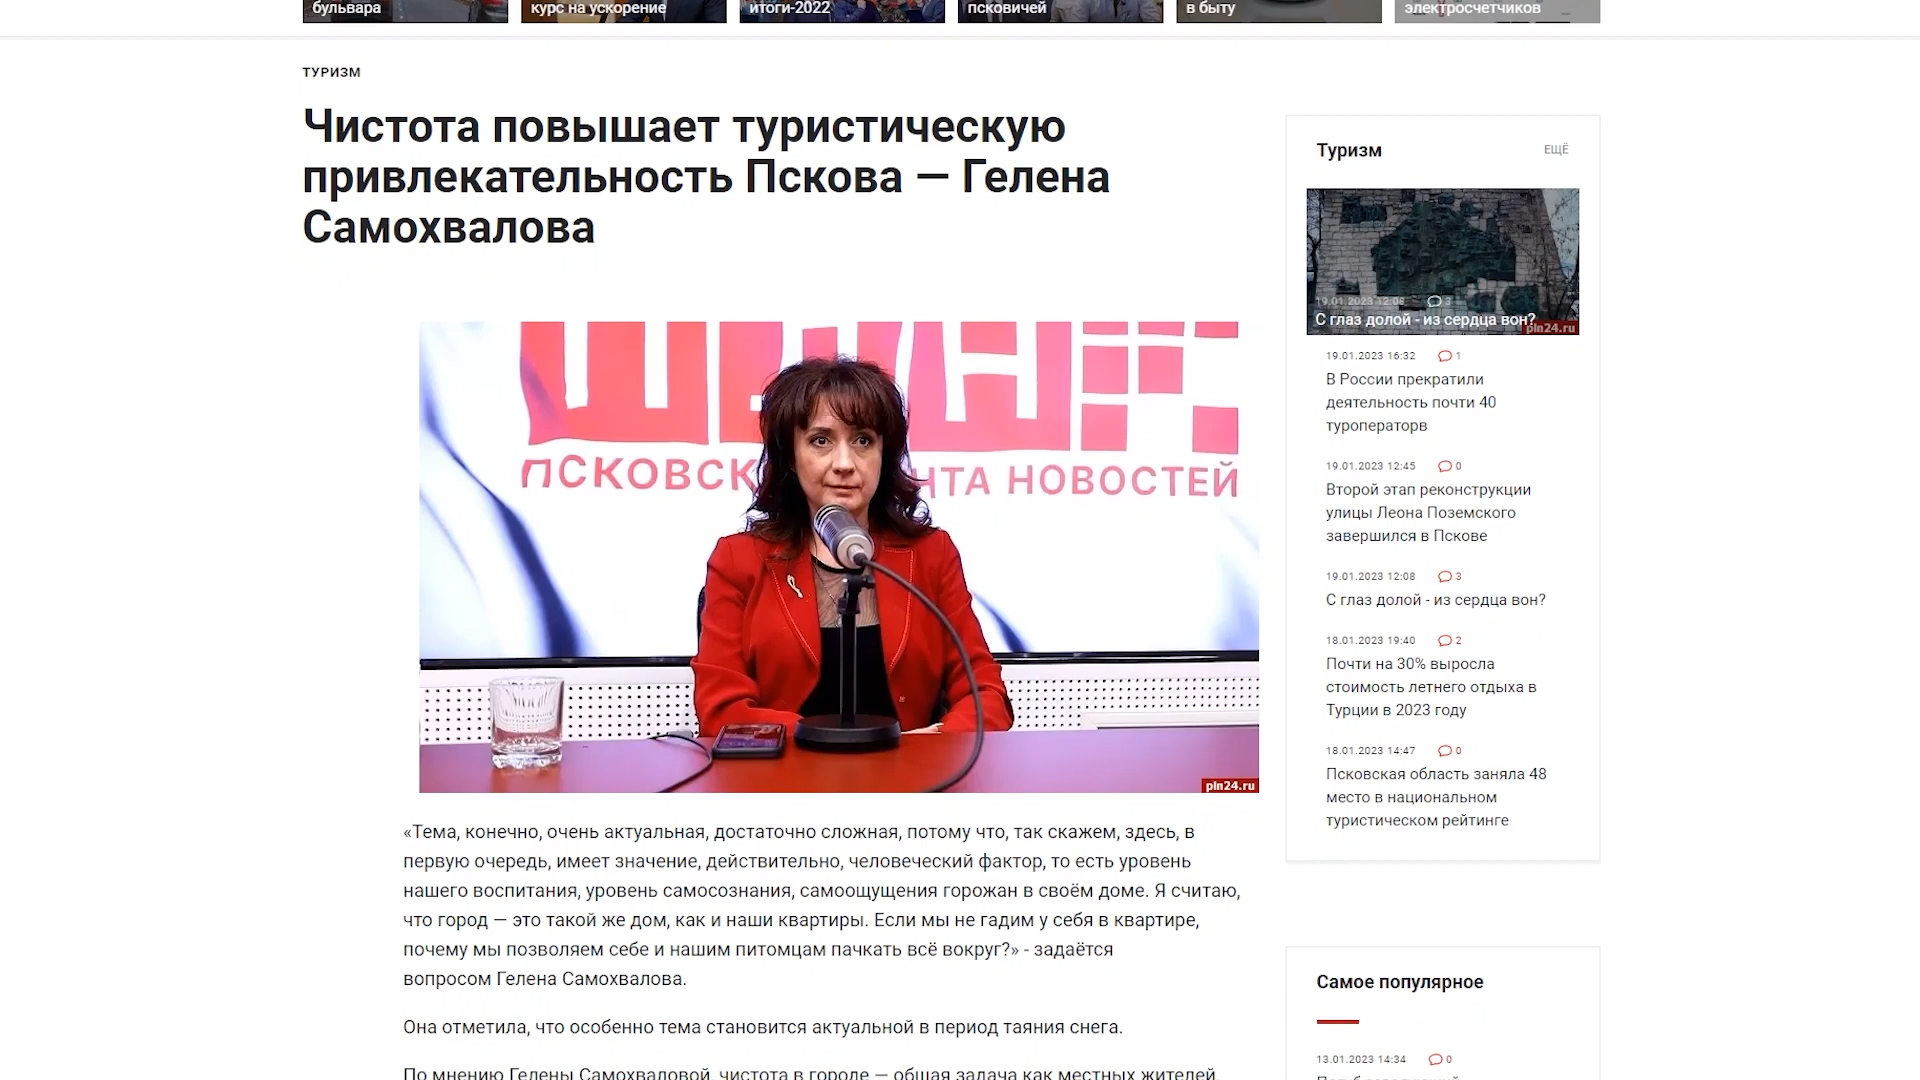 бульвара
курс на ускорение
итоги-2022
псковичей
в быту
электросчетчиков
ТУРИЗМ
Чистота повышает туристическую
привлекательность Пскова — Гелена
Самохвалова
ПСКОВСК НТА НОВОСТЕЙ
pln24.ru
«Тема, конечно, очень актуальная, достаточно сложная, потому что, так скажем, здесь, в
первую очередь, имеет значение, действительно, человеческий фактор, то есть уровень
нашего воспитания, уровень самосознания, самоощущения горожан в своём доме. Я считаю,
что город — это такой же дом, как и наши квартиры. Если мы не гадим у себя в квартире,
почему мы позволяем себе и нашим питомцам пачкать всё вокруг?» - задаётся
вопросом Гелена Самохвалова.
Она отметила, что особенно тема становится актуальной в период таяния снега.
По мнению Гелены Самохваловой, чистота в городе — общая задача как местных жителей,
Туризм ЕЩЁ
19.01.2023 12:08 3
С глаз долой - из сердца вон?
pln24.ru
19.01.2023 16:32 1
В России прекратили
деятельность почти 40
туроператорв
19.01.2023 12:45 0
Второй этап реконструкции
улицы Леона Поземского
завершился в Пскове
19.01.2023 12:08 3
С глаз долой - из сердца вон?
18.01.2023 19:40 2
Почти на 30% выросла
стоимость летнего отдыха в
Турции в 2023 году
18.01.2023 14:47 0
Псковская область заняла 48
место в национальном
туристическом рейтинге
Самое популярное
13.01.2023 14:34 0